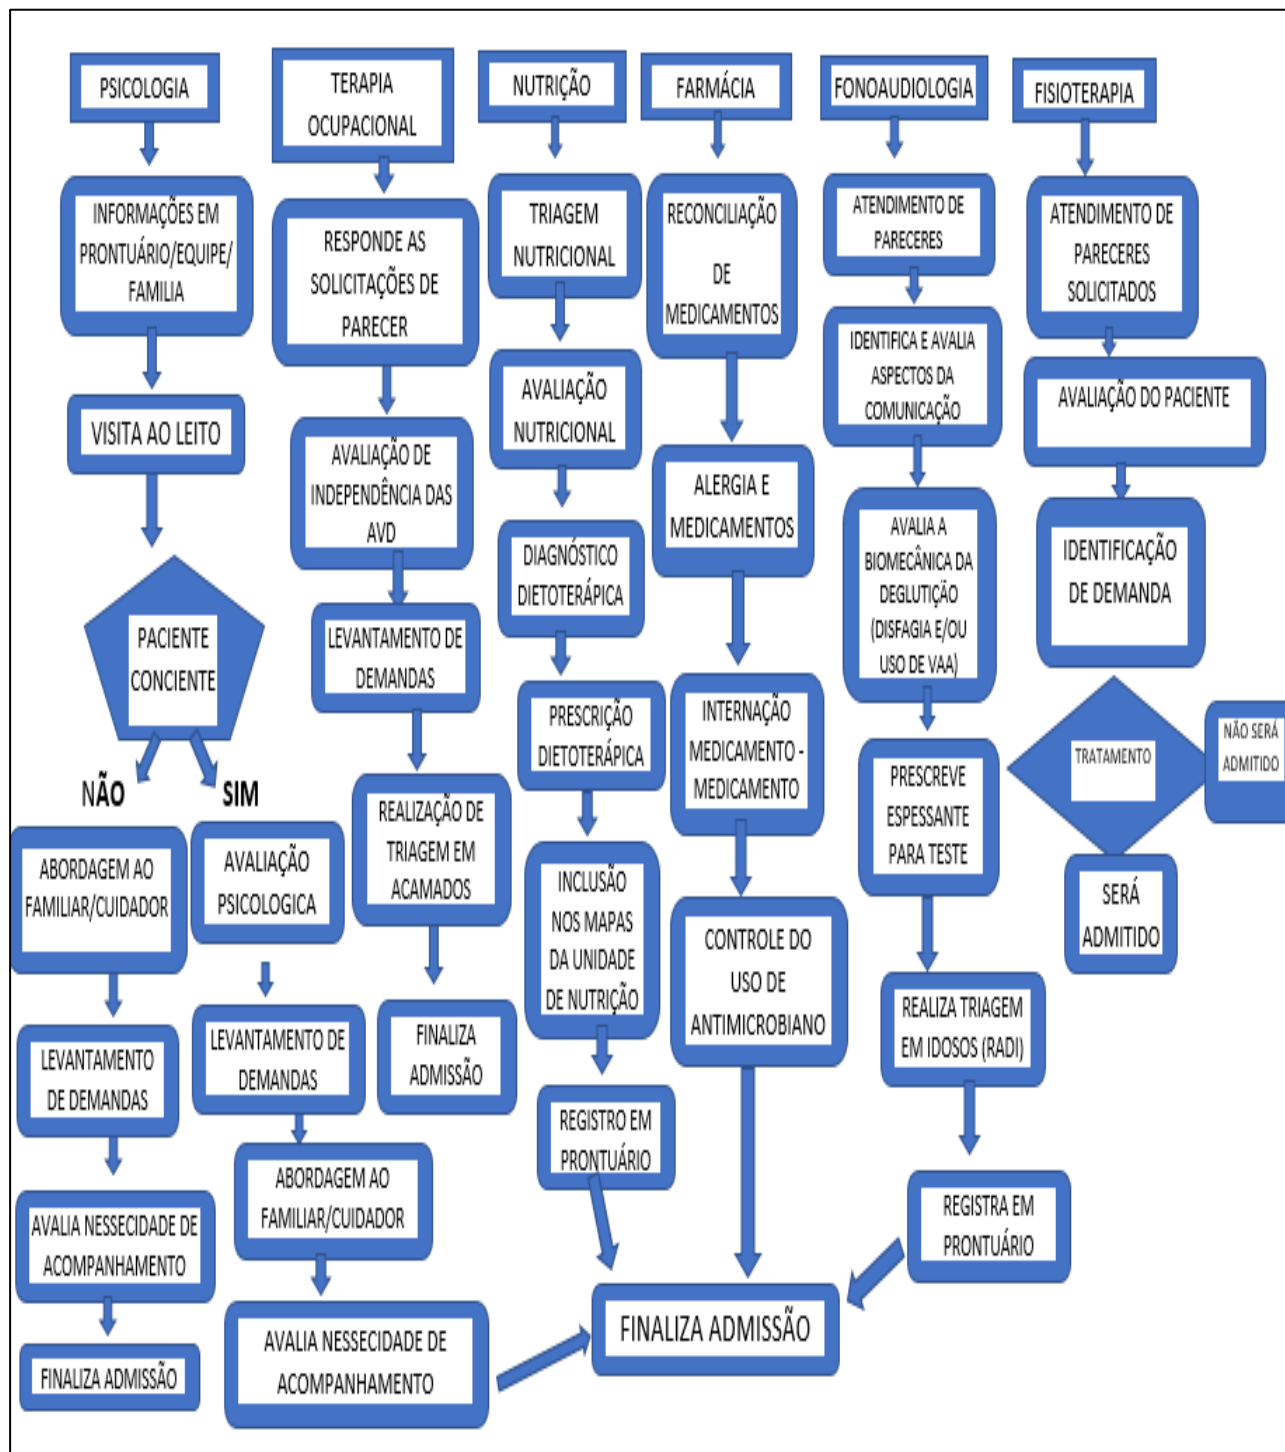 PSICOLOGIA
INFORMAÇÕES EM
PRONTUÁRIO/EQUIPE/
FAMILIA
VISITA AO LEITO
PACIENTE
CONCIENTE
NÃO
SIM
ABORDAGEM AO
FAMILIAR/CUIDADOR
LEVANTAMENTO
DE DEMANDAS
AVALIA NESSECIDADE DE
ACOMPANHAMENTO
FINALIZA ADMISSÃO
AVALIAÇÃO
PSICOLOGICA
LEVANTAMENTO DE
DEMANDAS
ABORDAGEM AO
FAMILIAR/CUIDADOR
AVALIA NESSECIDADE DE
ACOMPANHAMENTO
TERAPIA
OCUPACIONAL
RESPONDE AS
SOLICITAÇÕES DE
PARECER
AVALIAÇÃO DE
INDEPENDÊNCIA DAS
AVD
LEVANTAMENTO DE
DEMANDAS
REALIZAÇÃO DE
TRIAGEM EM
ACAMADOS
FINALIZA
ADMISSÃO
NUTRIÇÃO
TRIAGEM
NUTRICIONAL
AVALIAÇÃO
NUTRICIONAL
DIAGNÓSTICO
DIETOTERÁPICA
PRESCRIÇÃO
DIETOTERÁPICA
INCLUSÃO
NOS MAPAS
DA UNIDADE
DE NUTRIÇÃO
REGISTRO EM
PRONTUÁRIO
FARMÁCIA
RECONCILIAÇÃO
DE
MEDICAMENTOS
ALERGIA E
MEDICAMENTOS
INTERNAÇÃO
MEDICAMENTO -
MEDICAMENTO
CONTROLE DO
USO DE
ANTIMICROBIANO
FINALIZA ADMISSÃO
FONOAUDIOLOGIA
ATENDIMENTO DE
PARECERES
IDENTIFICA E AVALIA
ASPECTOS DA
COMUNICAÇÃO
AVALIA A
BIOMECÂNICA DA
DEGLUTIÇÃO
(DISFAGIA E/OU
USO DE VAA)
PRESCREVE
ESPESSANTE
PARA TESTE
REALIZA TRIAGEM
EM IDOSOS (RADI)
REGISTRA EM
PRONTUÁRIO
FISIOTERAPIA
ATENDIMENTO DE
PARECERES
SOLICITADOS
AVALIAÇÃO DO PACIENTE
IDENTIFICAÇÃO
DE DEMANDA
TRATAMENTO
NÃO SERÁ
ADMITIDO
SERÁ
ADMITIDO